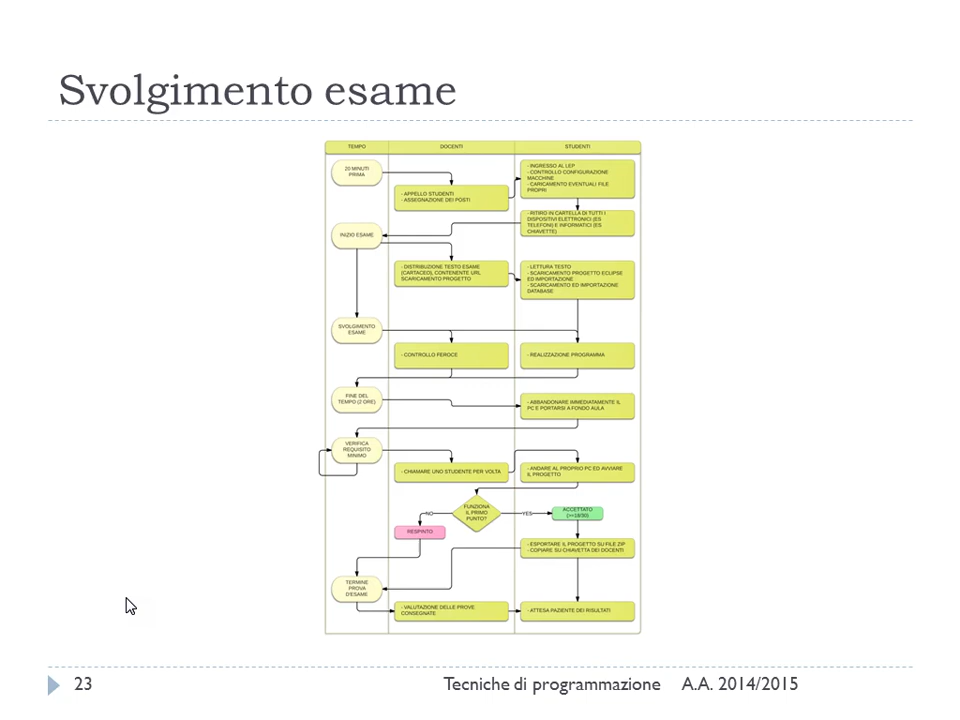 Svolgimento esame
TEMPO
DOCENTI
STUDENTI
20 MINUTI
PRIMA
- INGRESSO AL LEP
- CONTROLLO CONFIGURAZIONE
MACCHINE
- CARICAMENTO EVENTUALI FILE
PROPRI
- APPELLO STUDENTI
- ASSEGNAZIONE DEI POSTI
- RITIRO IN CARTELLA DI TUTTI I
DISPOSITIVI ELETTRONICI (ES
TELEFONI) E INFORMATICI (ES
CHIAVETTE)
INIZIO ESAME
- DISTRIBUZIONE TESTO ESAME
(CARTACEO), CONTENENTE URL
SCARICAMENTO PROGETTO
- LETTURA TESTO
- SCARICAMENTO PROGETTO ECLIPSE
ED IMPORTAZIONE
- SCARICAMENTO ED IMPORTAZIONE
DATABASE
SVOLGIMENTO
ESAME
- CONTROLLO FEROCE
- REALIZZAZIONE PROGRAMMA
FINE DEL
TEMPO (2 ORE)
- ABBANDONARE IMMEDIATAMENTE IL
PC E PORTARSI A FONDO AULA
VERIFICA
REQUISITO
MINIMO
- CHIAMARE UNO STUDENTE PER VOLTA
- ANDARE AL PROPRIO PC ED AVVIARE
IL PROGETTO
FUNZIONA
IL PRIMO
PUNTO?
NO
YES
ACCETTATO
(>=18/30)
RESPINTO
- ESPORTARE IL PROGETTO SU FILE ZIP
- COPIARE SU CHIAVETTA DEI DOCENTI
TERMINE
PROVA
D'ESAME
- VALUTAZIONE DELLE PROVE
CONSEGNATE
- ATTESA PAZIENTE DEI RISULTATI
23
Tecniche di programmazione
A.A. 2014/2015